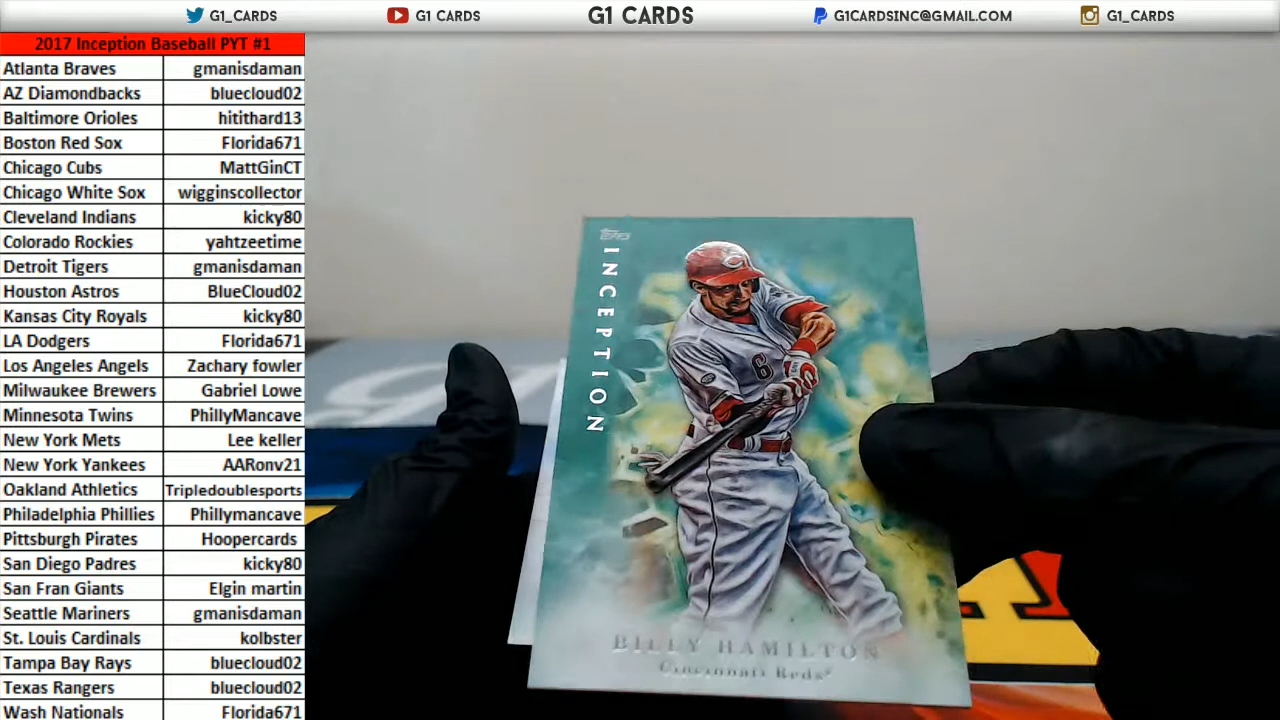 G1_CARDS
G1 CARDS
G1 CARDS
G1CARDSINC@GMAIL.COM
G1_CARDS
2017 Inception Baseball PYT #1
Atlanta Braves gmanisdaman
AZ Diamondbacks bluecloud02
Baltimore Orioles hitithard13
Boston Red Sox Florida671
Chicago Cubs MattGinCT
Chicago White Sox wigginscollector
Cleveland Indians kicky80
Colorado Rockies yahtzeetime
Detroit Tigers gmanisdaman
Houston Astros BlueCloud02
Kansas City Royals kicky80
LA Dodgers Florida671
Los Angeles Angels Zachary fowler
Milwaukee Brewers Gabriel Lowe
Minnesota Twins PhillyMancave
New York Mets Lee keller
New York Yankees AARonv21
Oakland Athletics Tripledoublesports
Philadelphia Phillies Phillymancave
Pittsburgh Pirates Hoopercards
San Diego Padres kicky80
San Fran Giants Elgin martin
Seattle Mariners gmanisdaman
St. Louis Cardinals kolbster
Tampa Bay Rays bluecloud02
Texas Rangers bluecloud02
Wash Nationals Florida671
Topps
INCEPTION
6
BILLY HAMILTON
Cincinnati Reds®